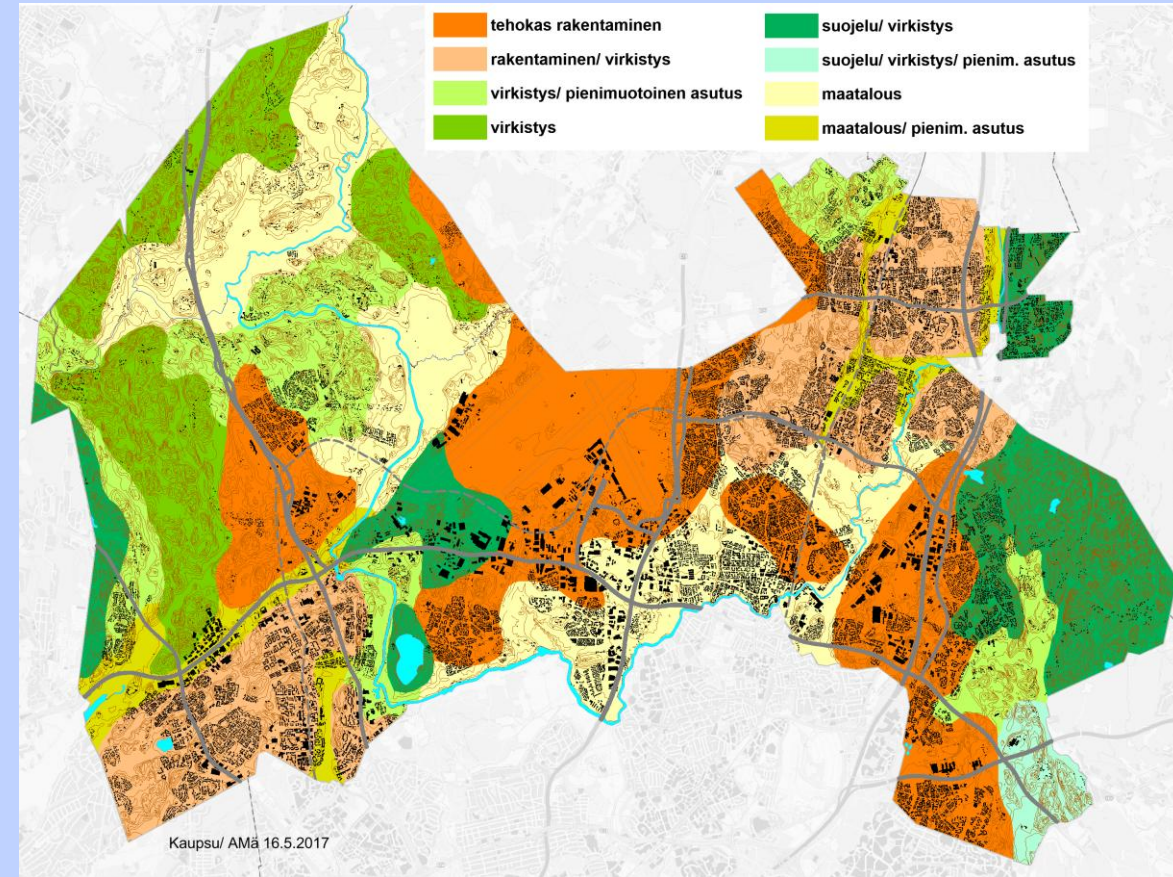 tehokas rakentaminen
rakentaminen/ virkistys
virkistys/ pienimuotoinen asutus
virkistys
suojelu/ virkistys
suojelu/ virkistys/ pienim. asutus
maatalous
maatalous/ pienim. asutus
Kaupsu/ AMä 16.5.2017